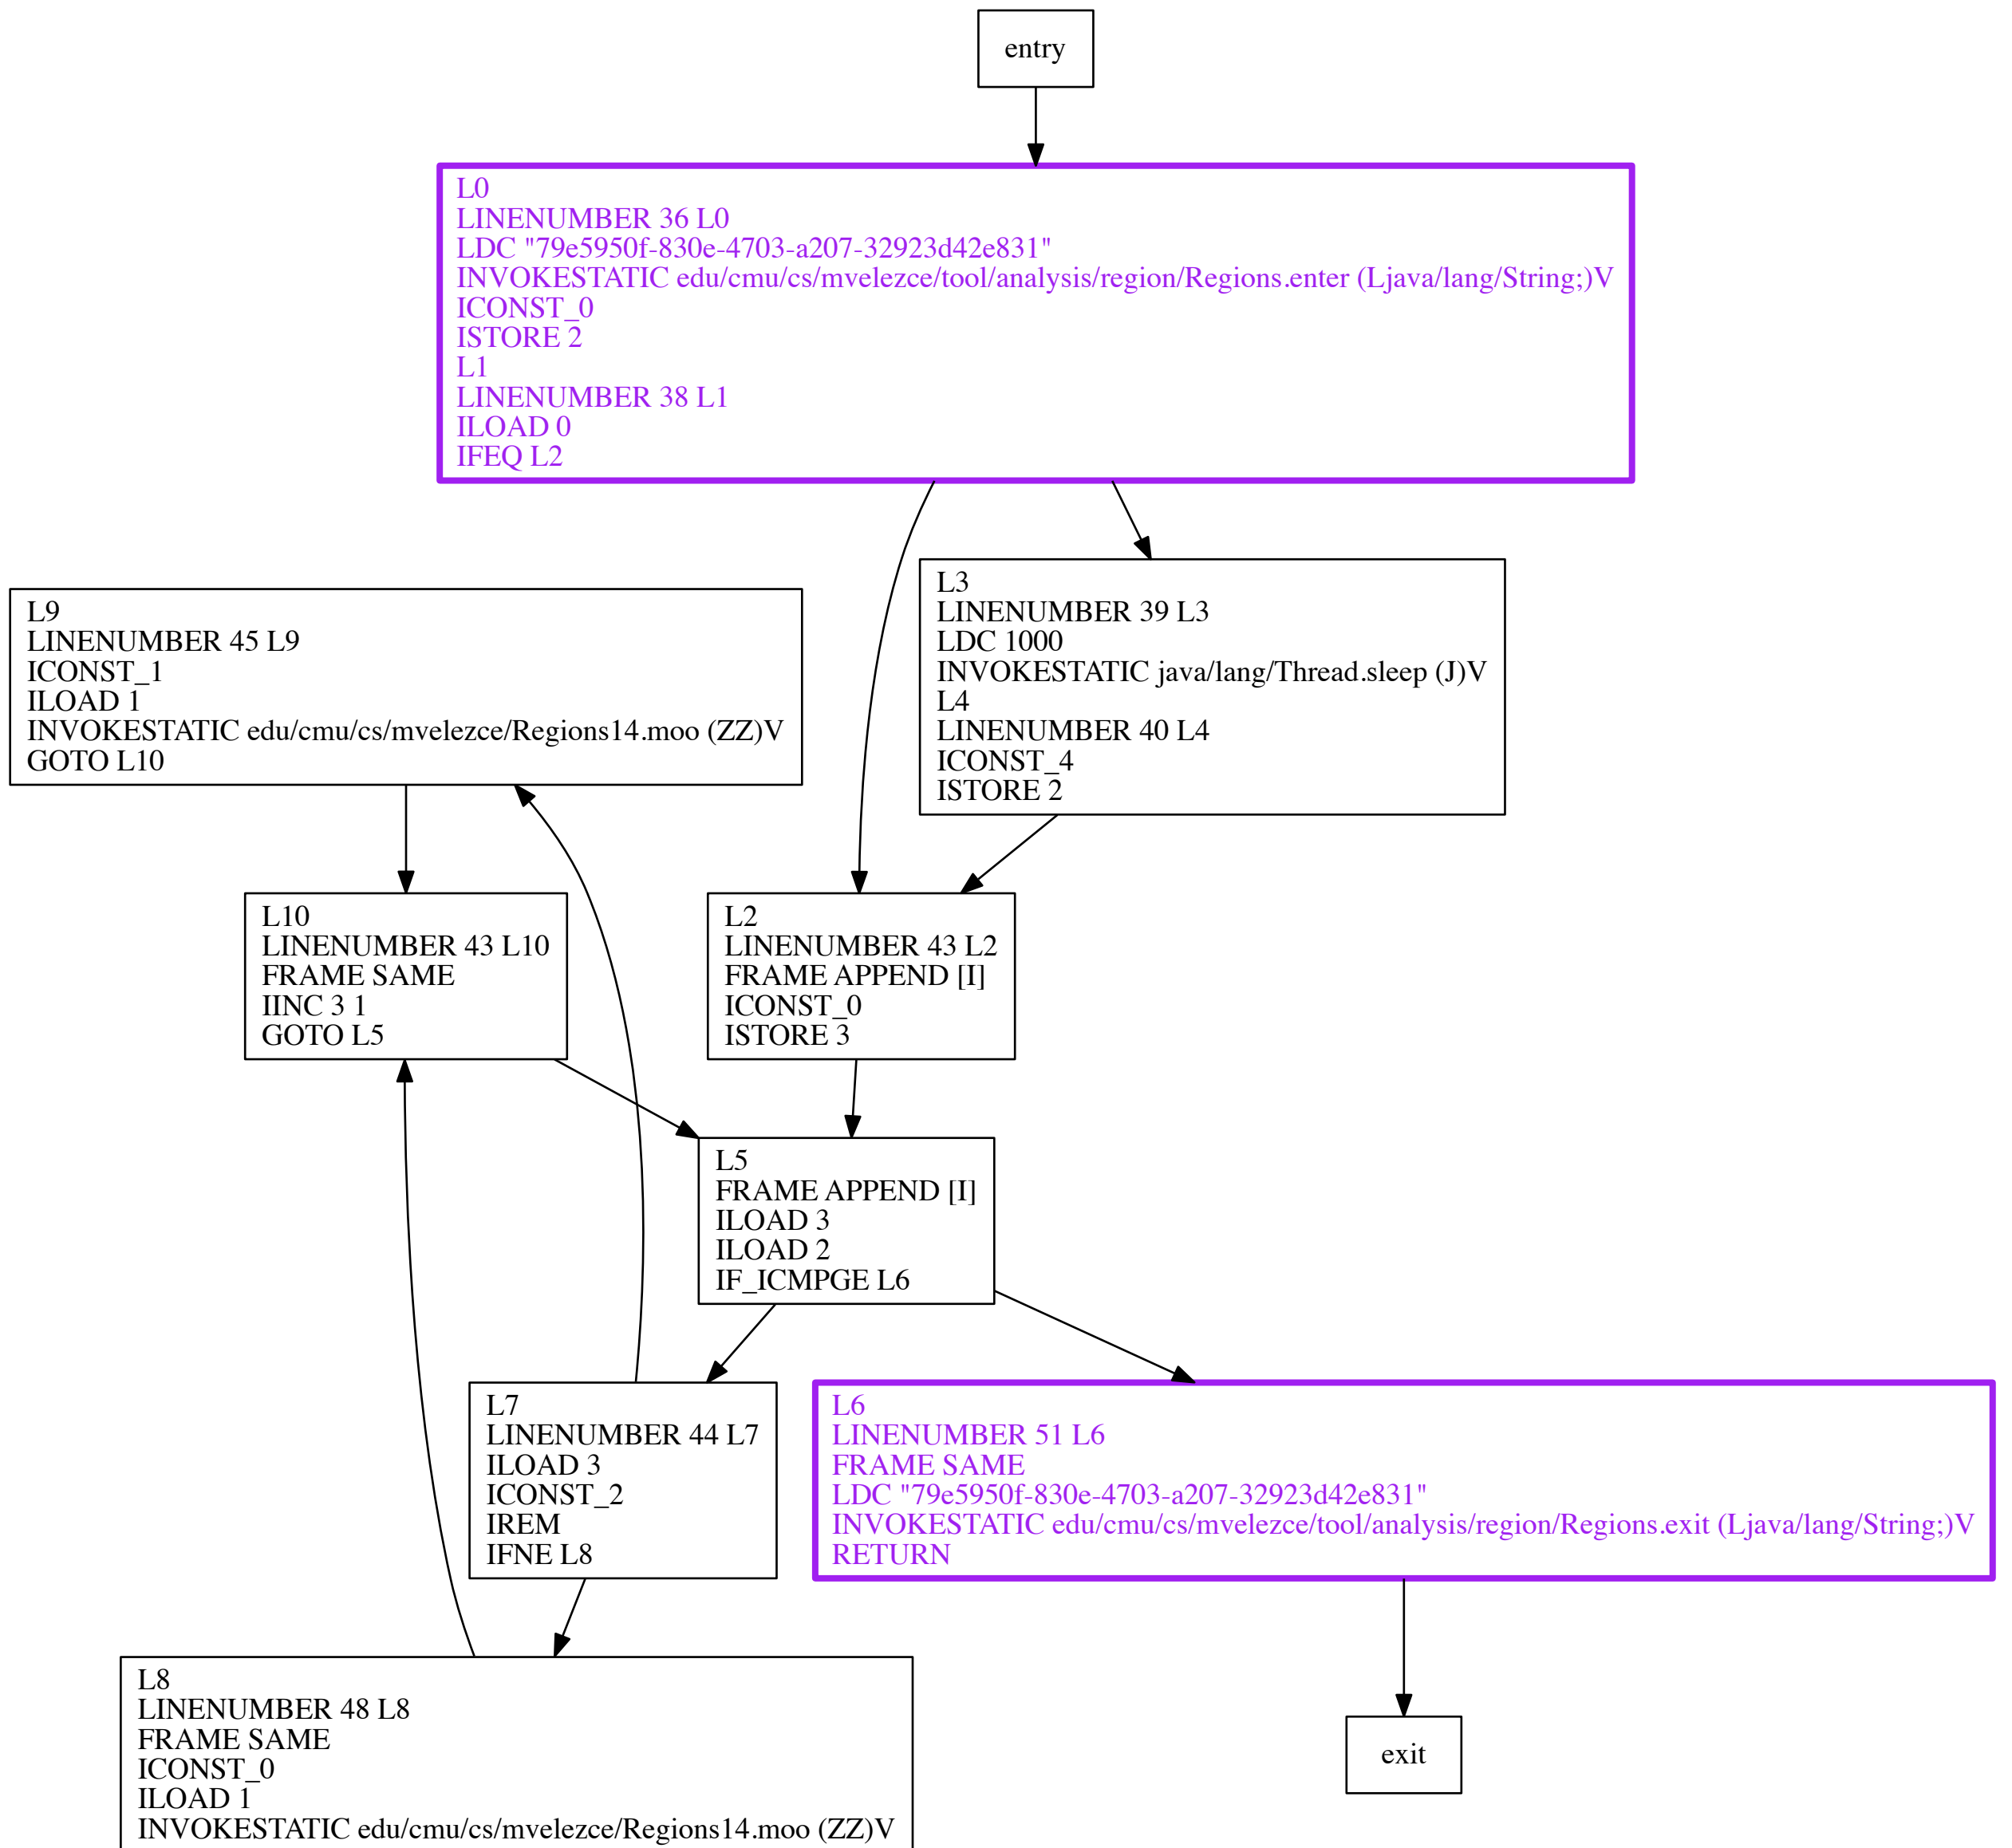 entry
L0
LINENUMBER 36 L0
LDC "79e5950f-830e-4703-a207-32923d42e831"
INVOKESTATIC edu/cmu/cs/mvelezce/tool/analysis/region/Regions.enter (Ljava/lang/String;)V
ICONST_0
ISTORE 2
L1
LINENUMBER 38 L1
ILOAD 0
IFEQ L2
L3
LINENUMBER 39 L3
LDC 1000
INVOKESTATIC java/lang/Thread.sleep (J)V
L4
LINENUMBER 40 L4
ICONST_4
ISTORE 2
L9
LINENUMBER 45 L9
ICONST_1
ILOAD 1
INVOKESTATIC edu/cmu/cs/mvelezce/Regions14.moo (ZZ)V
GOTO L10
L10
LINENUMBER 43 L10
FRAME SAME
IINC 3 1
GOTO L5
L2
LINENUMBER 43 L2
FRAME APPEND [I]
ICONST_0
ISTORE 3
L5
FRAME APPEND [I]
ILOAD 3
ILOAD 2
IF_ICMPGE L6
L7
LINENUMBER 44 L7
ILOAD 3
ICONST_2
IREM
IFNE L8
L6
LINENUMBER 51 L6
FRAME SAME
LDC "79e5950f-830e-4703-a207-32923d42e831"
INVOKESTATIC edu/cmu/cs/mvelezce/tool/analysis/region/Regions.exit (Ljava/lang/String;)V
RETURN
L8
LINENUMBER 48 L8
FRAME SAME
ICONST_0
ILOAD 1
INVOKESTATIC edu/cmu/cs/mvelezce/Regions14.moo (ZZ)V
exit